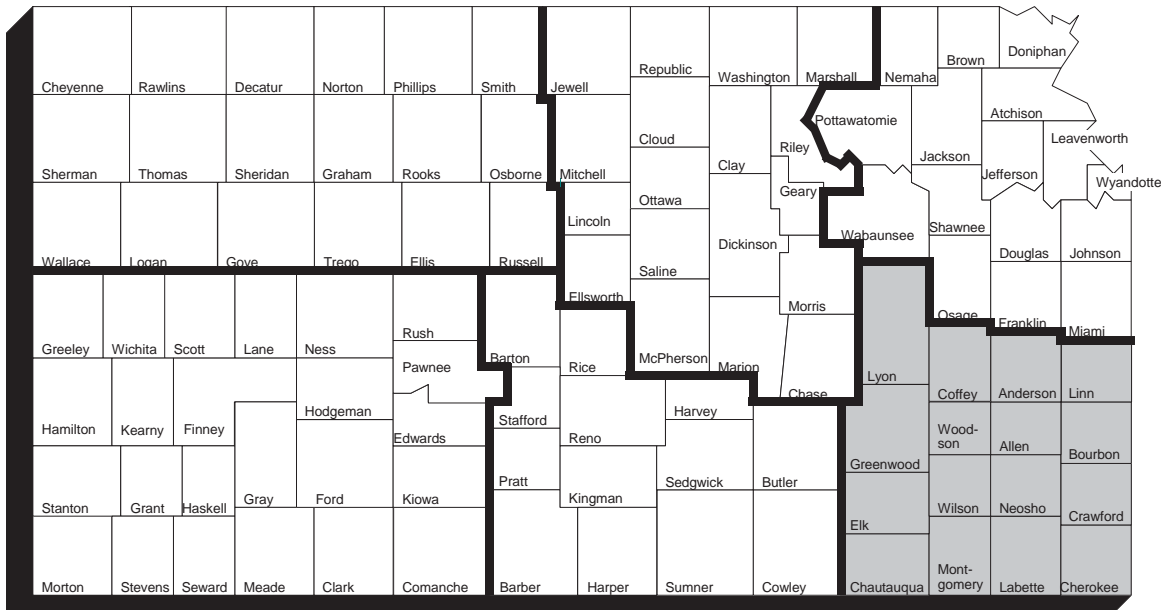 Doniphan
Brown
Cheyenne Rawlins Decatur Norton Phillips Smith Jewell Republic Washington Marshall Nemaha
Atchison
Pottawatomie
Leavenworth
Cloud
Riley
Clay
Jackson
Sherman Thomas Sheridan Graham Rooks Osborne Mitchell
Jefferson
Wyandotte
Geary
Ottawa
Lincoln
Shawnee
Wabaunsee
Dickinson
Douglas Johnson
Wallace Logan Gove Trego Ellis Russell
Saline
Ellsworth
Morris
Osage
Franklin
Miami
Rush
Greeley Wichita Scott Lane Ness
Barton
McPherson
Pawnee
Rice
Marion
Lyon
Chase
Coffey Anderson Linn
Hodgeman
Harvey
Stafford
Hamilton Kearny Finney
Wood-
son
Edwards
Reno
Allen
Bourbon
Greenwood
Pratt
Sedgwick Butler
Gray Ford Kiowa
Kingman
Stanton Grant Haskell
Wilson Neosho
Crawford
Elk
Mont-
gomery
Morton Stevens Seward Meade Clark Comanche Barber Harper Sumner Cowley Chautauqua Labette Cherokee